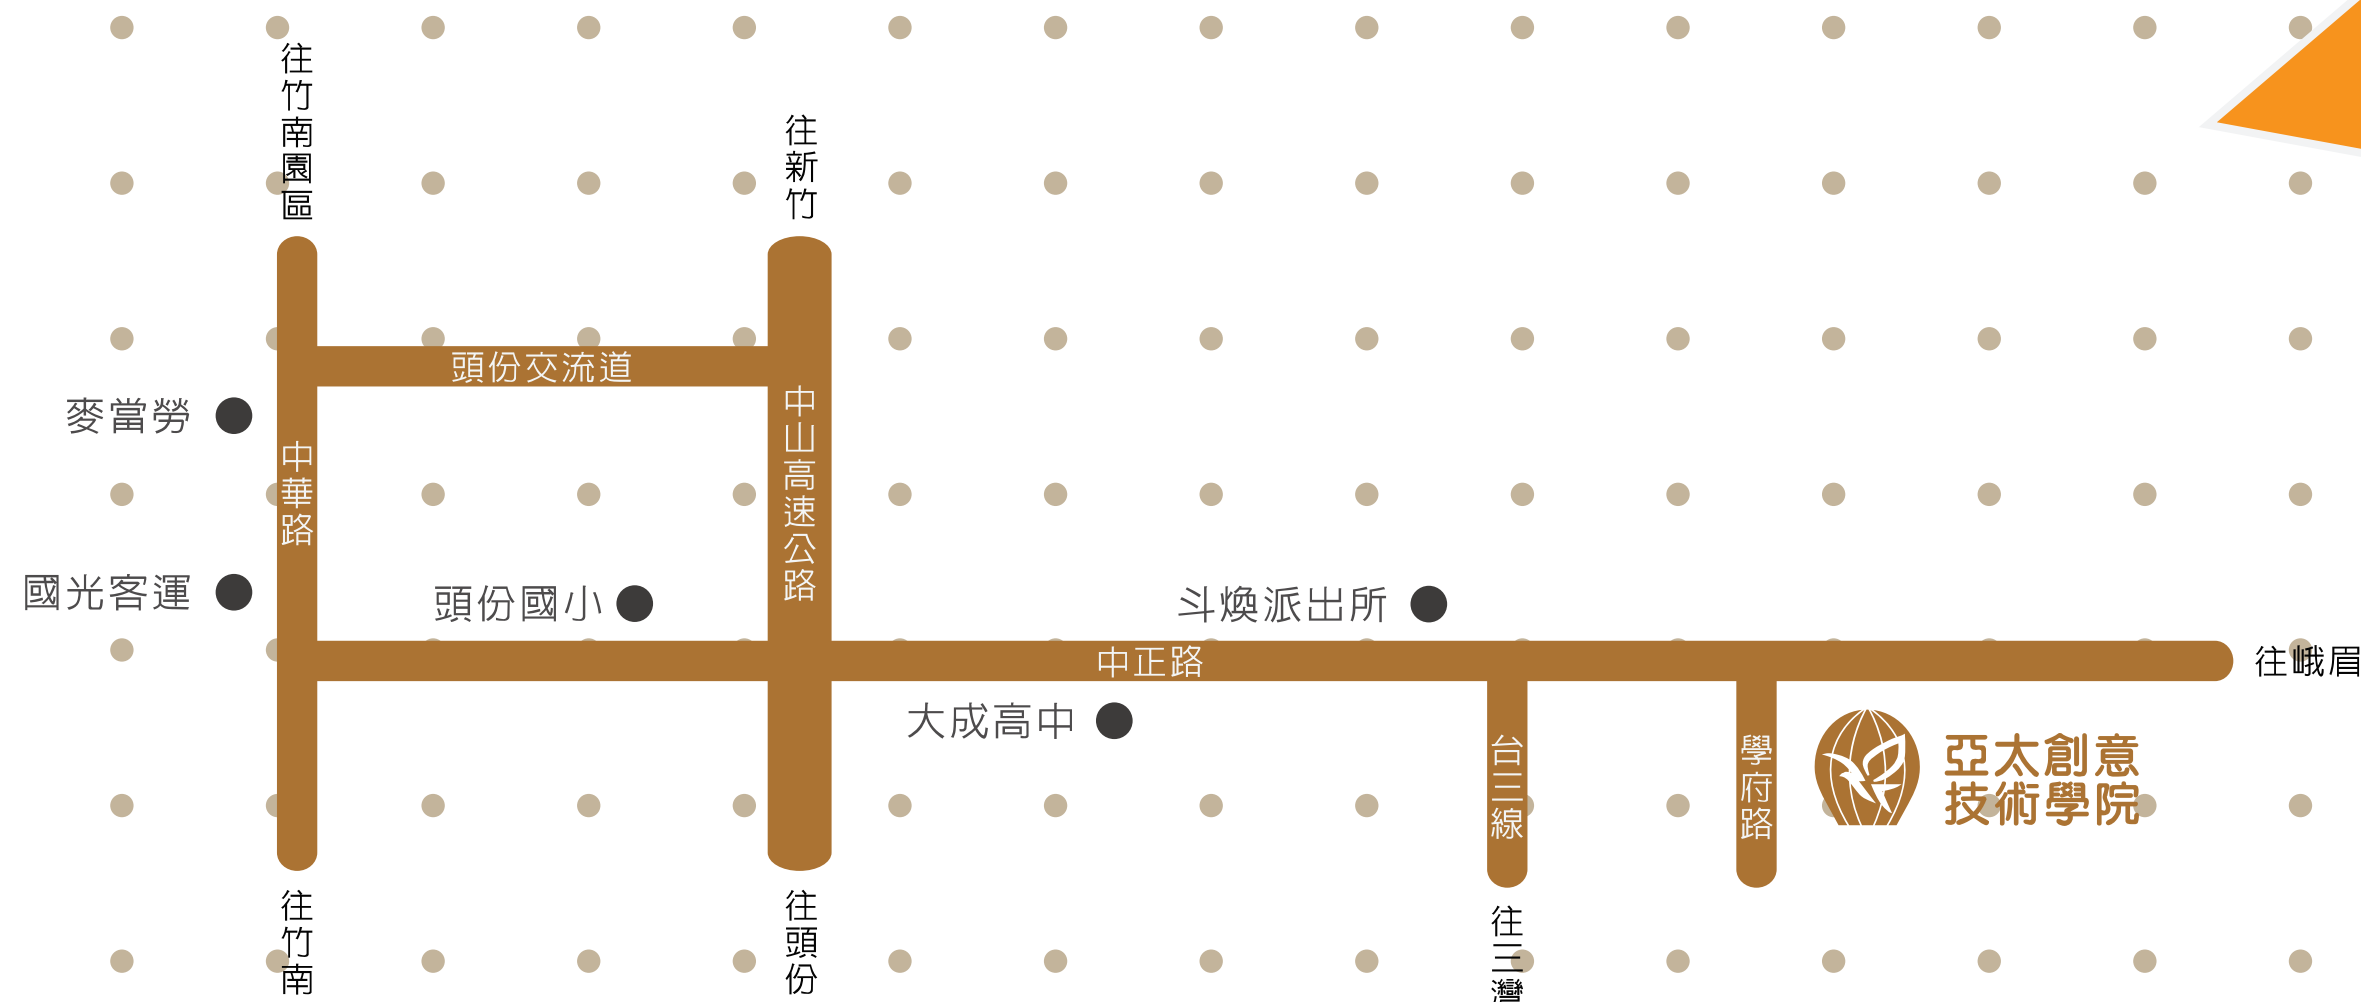 往竹南園區
往新竹
頭份交流道
麥當勞
中華路
中山高速公路
國光客運
頭份國小
斗煥派出所
中正路
往峨眉
大成高中
台三線
學府路
亞太創意
技術學院
往竹南
往頭份
往三灣